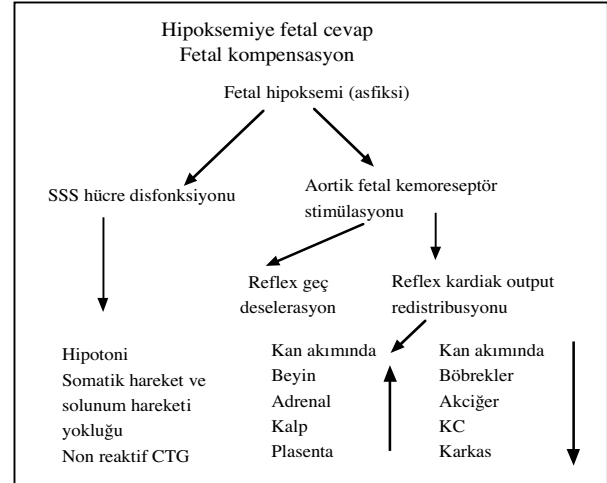 Hipoksemiye fetal cevap
Fetal kompensasyon
Fetal hipoksemi (asfiksi)
SSS hücre disfonksiyonu
Aortik fetal kemoreseptör
stimülasyonu
Reflex geç
deselerasyon
Reflex kardiak output
redistribusyonu
Hipotoni
Somatik hareket ve
solunum hareketi
yokluğu
Non reaktif CTG
Kan akımında
Beyin
Adrenal
Kalp
Plasenta
Kan akımında
Böbrekler
Akciğer
KC
Karkas